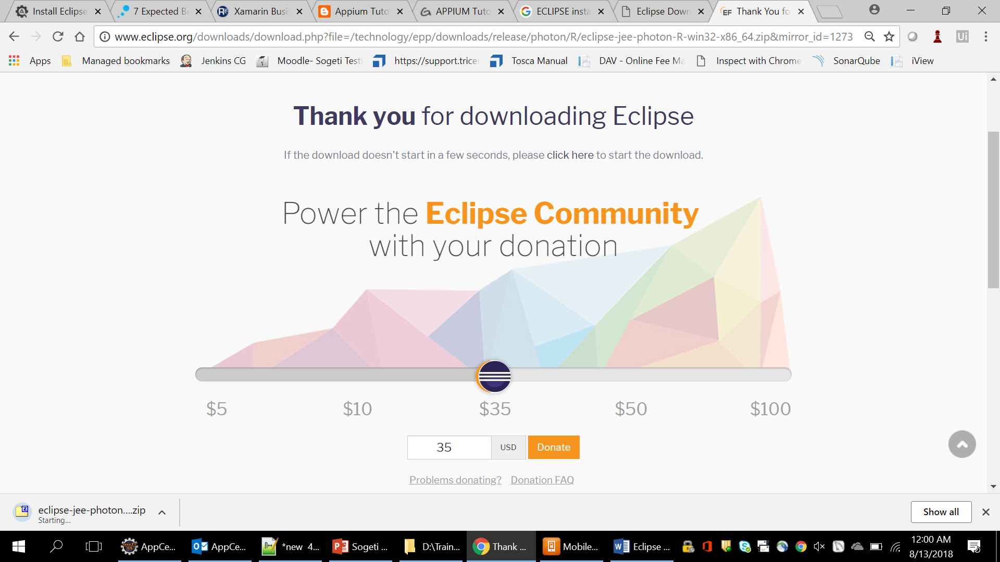 Install Eclipse
7 Expected B
Xamarin Busi
Appium Tuto
APPIUM Tuto
ECLIPSE insta
Eclipse Down
EF Thank You fo
www.eclipse.org/downloads/download.php?file=/technology/epp/downloads/release/photon/R/eclipse-jee-photon-R-win32-x86_64.zip&mirror_id=1273
Ui
Apps
Managed bookmarks
Jenkins CG
Moodle- Sogeti Testi
https://support.tricen
Tosca Manual
DAV - Online Fee Ma
Inspect with Chrome
SonarQube
iView
Thank you for downloading Eclipse
If the download doesn't start in a few seconds, please click here to start the download.
Power the Eclipse Community
with your donation
$5 $10 $35 $50 $100
35 USD Donate
Problems donating? Donation FAQ
eclipse-jee-photon....zip
Starting...
Show all
AppCe...
AppCe...
*new 4...
Sogeti ...
D:\Train...
Thank ...
Mobile...
Eclipse ...
12:00 AM
8/13/2018